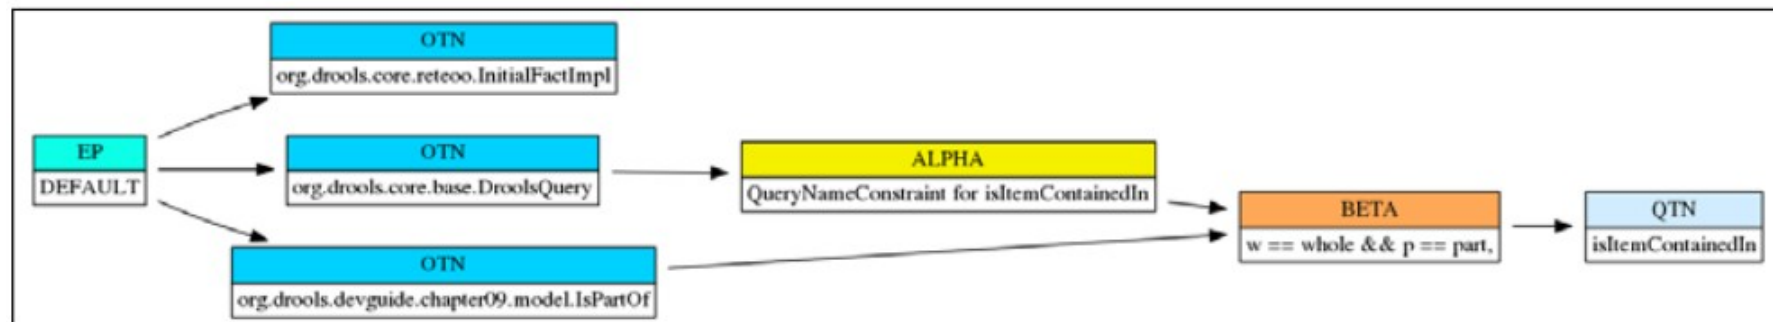 OTN
org.drools.core.reteoo.InitialFactImpl
EP
DEFAULT
OTN
org.drools.core.base.DroolsQuery
ALPHA
QueryNameConstraint for isItemContainedIn
OTN
org.drools.devguide.chapter09.model.IsPartOf
BETA
w == whole && p == part,
QTN
isItemContainedIn